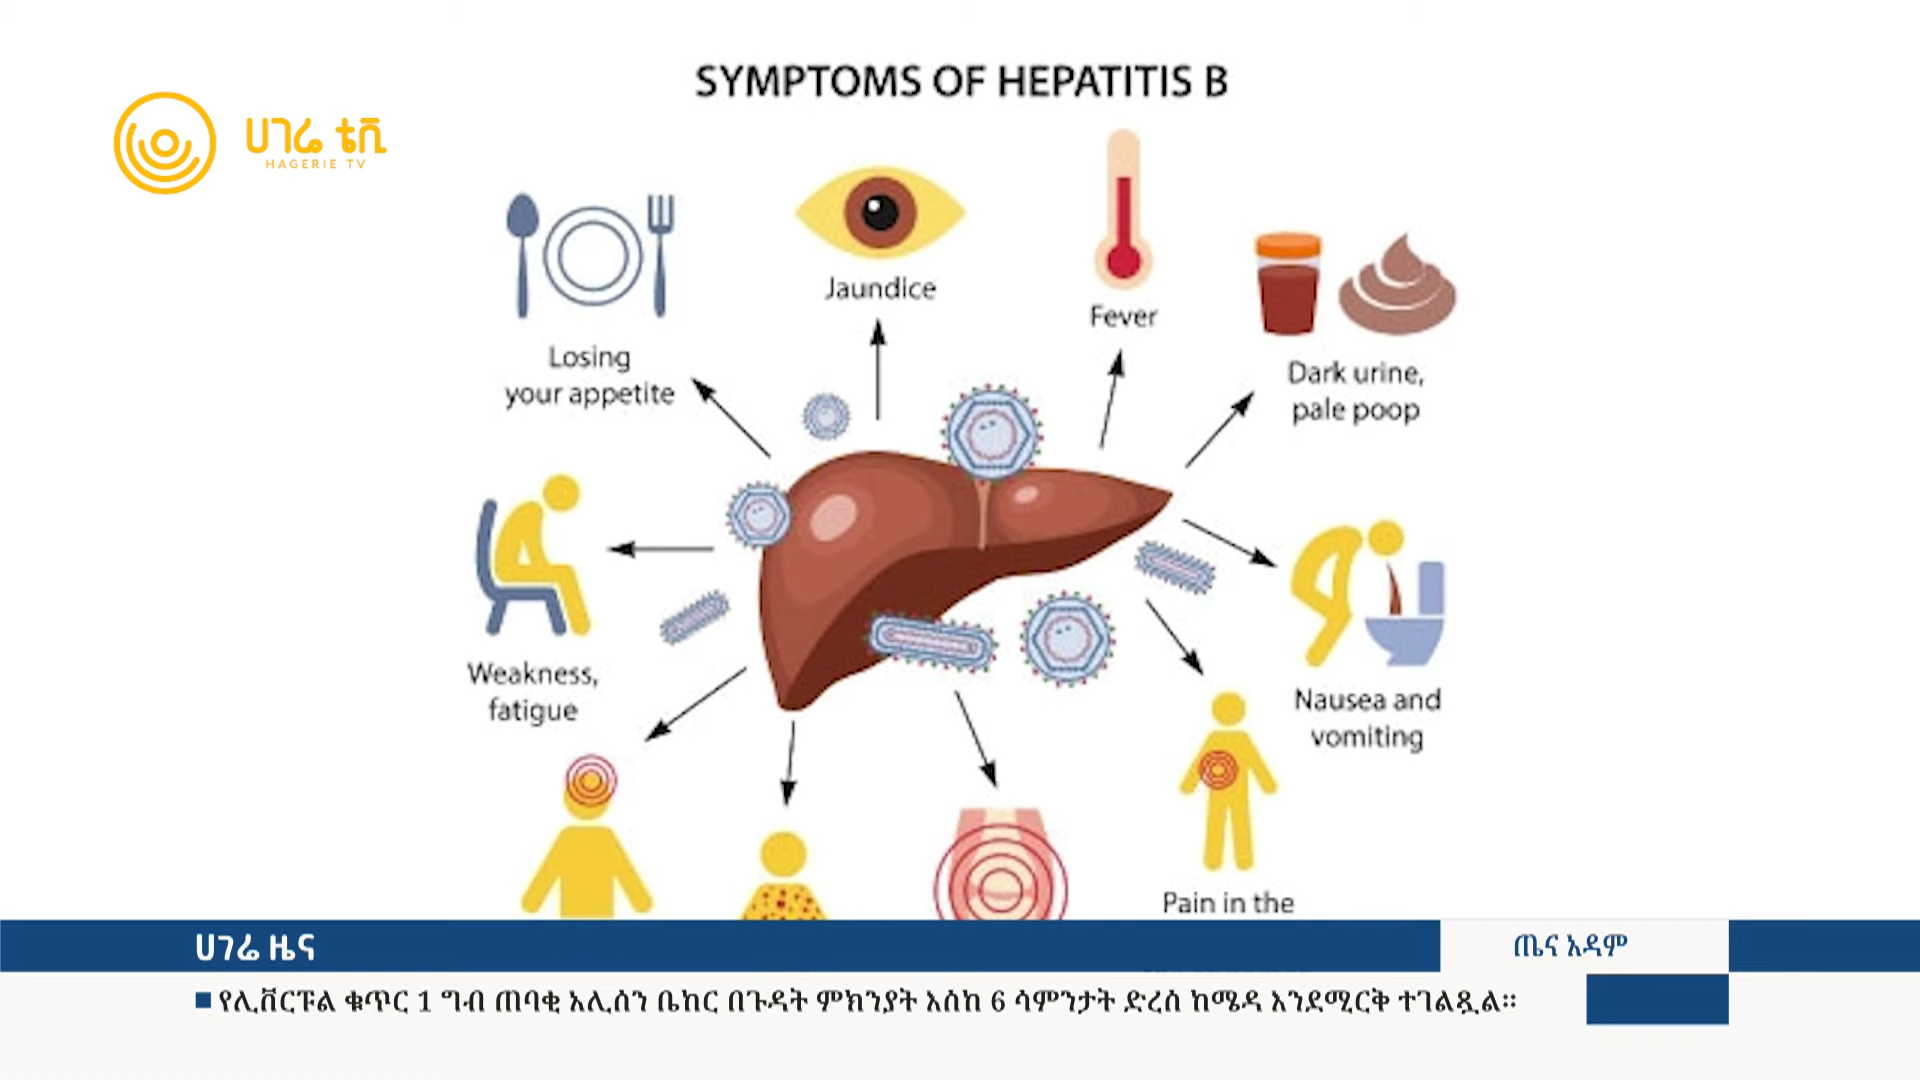 SYMPTOMS OF HEPATITIS B
ሀገሬ ቴቪ
HAGERIE TV
Jaundice
Fever
Losing
your appetite
Dark urine,
pale poop
Weakness,
fatigue
Nausea and
vomiting
Pain in the
ሀገሬ ዜና
ጤና አዳም
የሊቨርፑል ቁጥር 1 ግብ ጠባቂ አሊሰን ቤከር በጉዳት ምክንያት እስከ 6 ሳምንታት ድረስ ከሜዳ እንደሚርቅ ተገልጿል።